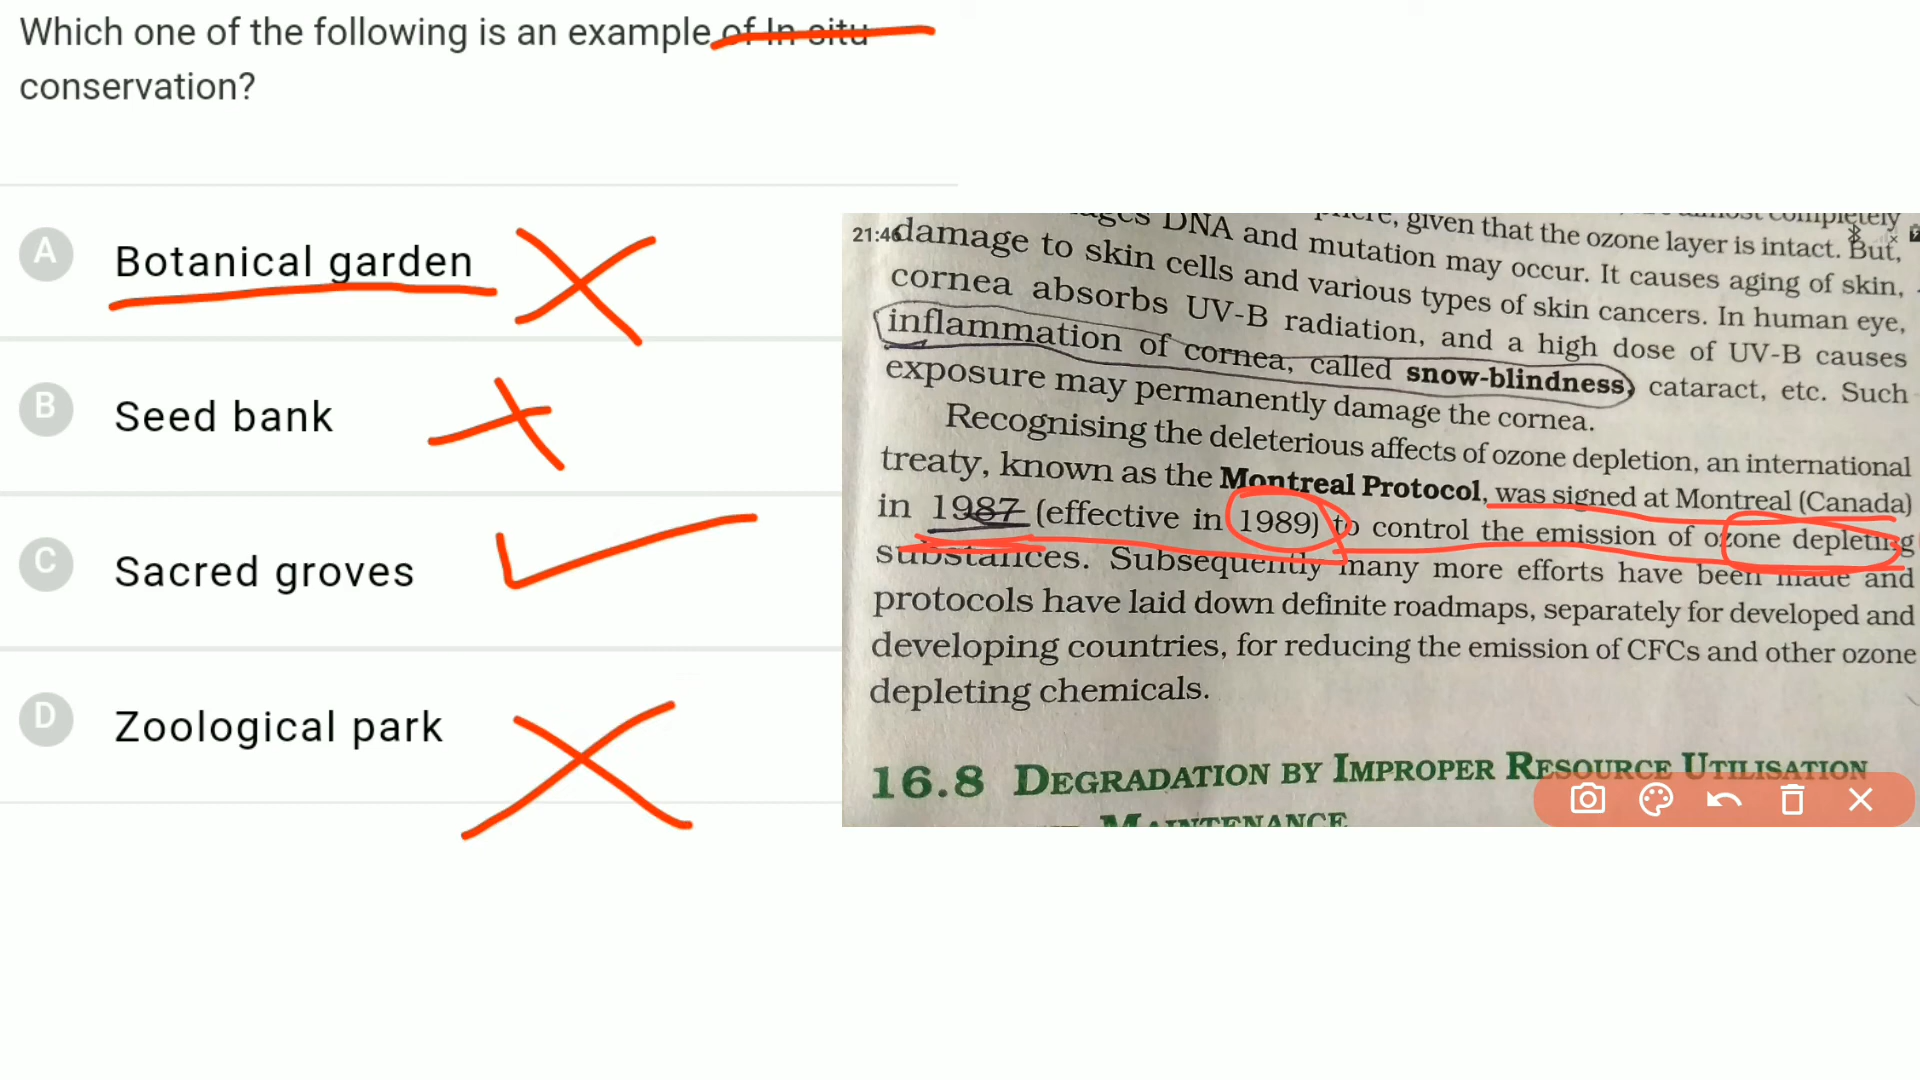 Which one of the following is an example of In situ
conservation?
A Botanical garden
B Seed bank
C Sacred groves
D Zoological park
completely
given that the ozone layer is intact. But,
21:46
DNA and mutation may occur. It causes aging of skin,
damage to skin cells and various types of skin cancers. In human eye,
cornea absorbs UV-B radiation, and a high dose of UV-B causes
inflammation of cornea, called snow-blindness, cataract, etc. Such
exposure may permanently damage the cornea.
Recognising the deleterious affects of ozone depletion, an international
treaty, known as the Montreal Protocol, was signed at Montreal (Canada)
in 1987 (effective in 1989) to control the emission of ozone depleting
substances. Subsequently many more efforts have been made and
protocols have laid down definite roadmaps, separately for developed and
developing countries, for reducing the emission of CFCs and other ozone
depleting chemicals.
16.8 DEGRADATION BY IMPROPER RESOURCE UTILISATION
MAINTENANCE